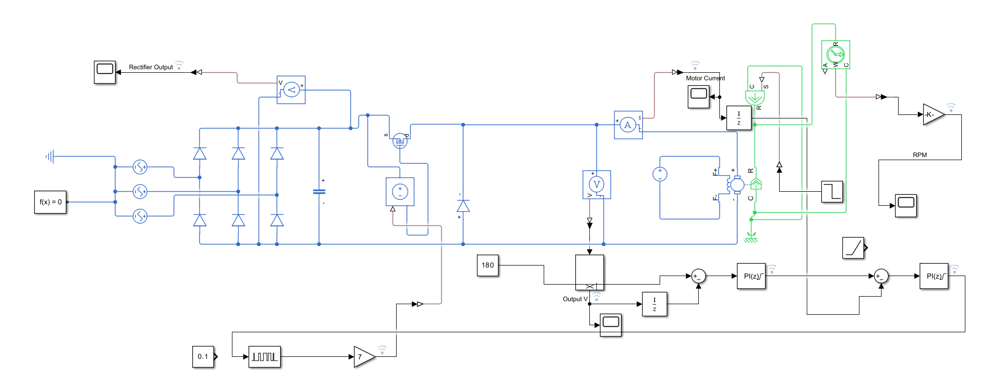 Rectifier Output
V
+
-
s
d
f(x) = 0
+
-
+
-
-
+
+
V
V
-
+
A
I
-
Motor Current
1
z
C
S
R
R
A
W
C
-K-
RPM
F+
F-
+
-
R
C
180
Output V
1
z
+
-
PI(z)
+
-
PI(z)
0.1
7